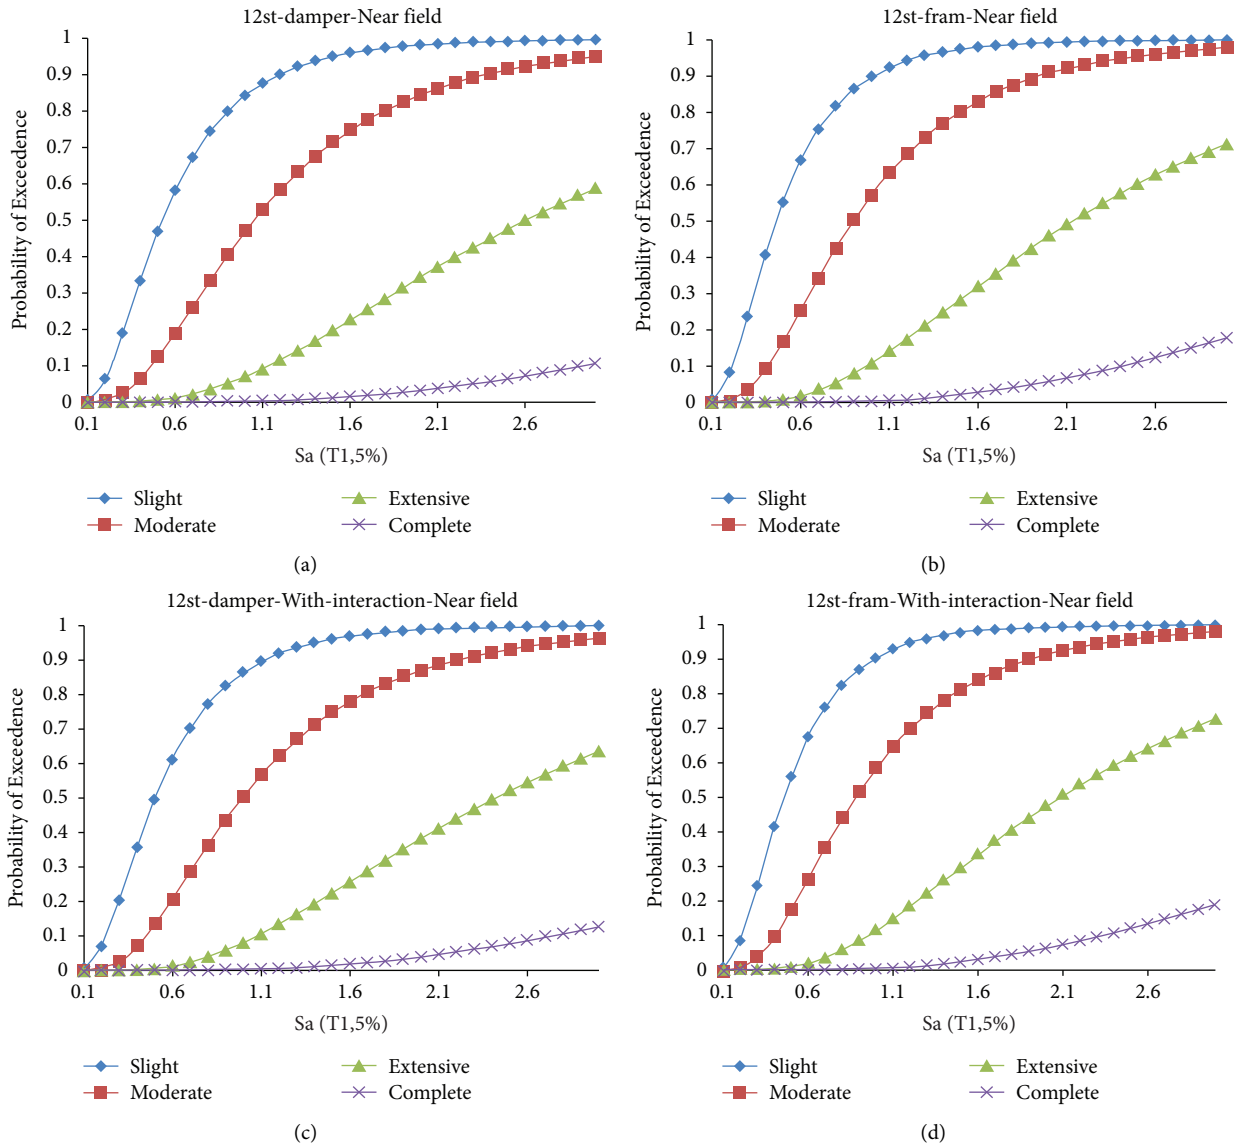 12st-damper-Near field
Probability of Exceedence
1
0.9
0.8
0.7
0.6
0.5
0.4
0.3
0.2
0.1
0
0.1 0.6 1.1 1.6 2.1 2.6
Sa (T1,5%)
Slight Extensive
Moderate Complete
(a)
12st-fram-Near field
Probability of Exceedence
1
0.9
0.8
0.7
0.6
0.5
0.4
0.3
0.2
0.1
0
0.1 0.6 1.1 1.6 2.1 2.6
Sa (T1,5%)
Slight Extensive
Moderate Complete
(b)
12st-damper-With-interaction-Near field
Probability of Exceedence
1
0.9
0.8
0.7
0.6
0.5
0.4
0.3
0.2
0.1
0
0.1 0.6 1.1 1.6 2.1 2.6
Sa (T1,5%)
Slight Extensive
Moderate Complete
(c)
12st-fram-With-interaction-Near field
Probability of Exceedence
1
0.9
0.8
0.7
0.6
0.5
0.4
0.3
0.2
0.1
0
0.1 0.6 1.1 1.6 2.1 2.6
Sa (T1,5%)
Slight Extensive
Moderate Complete
(d)